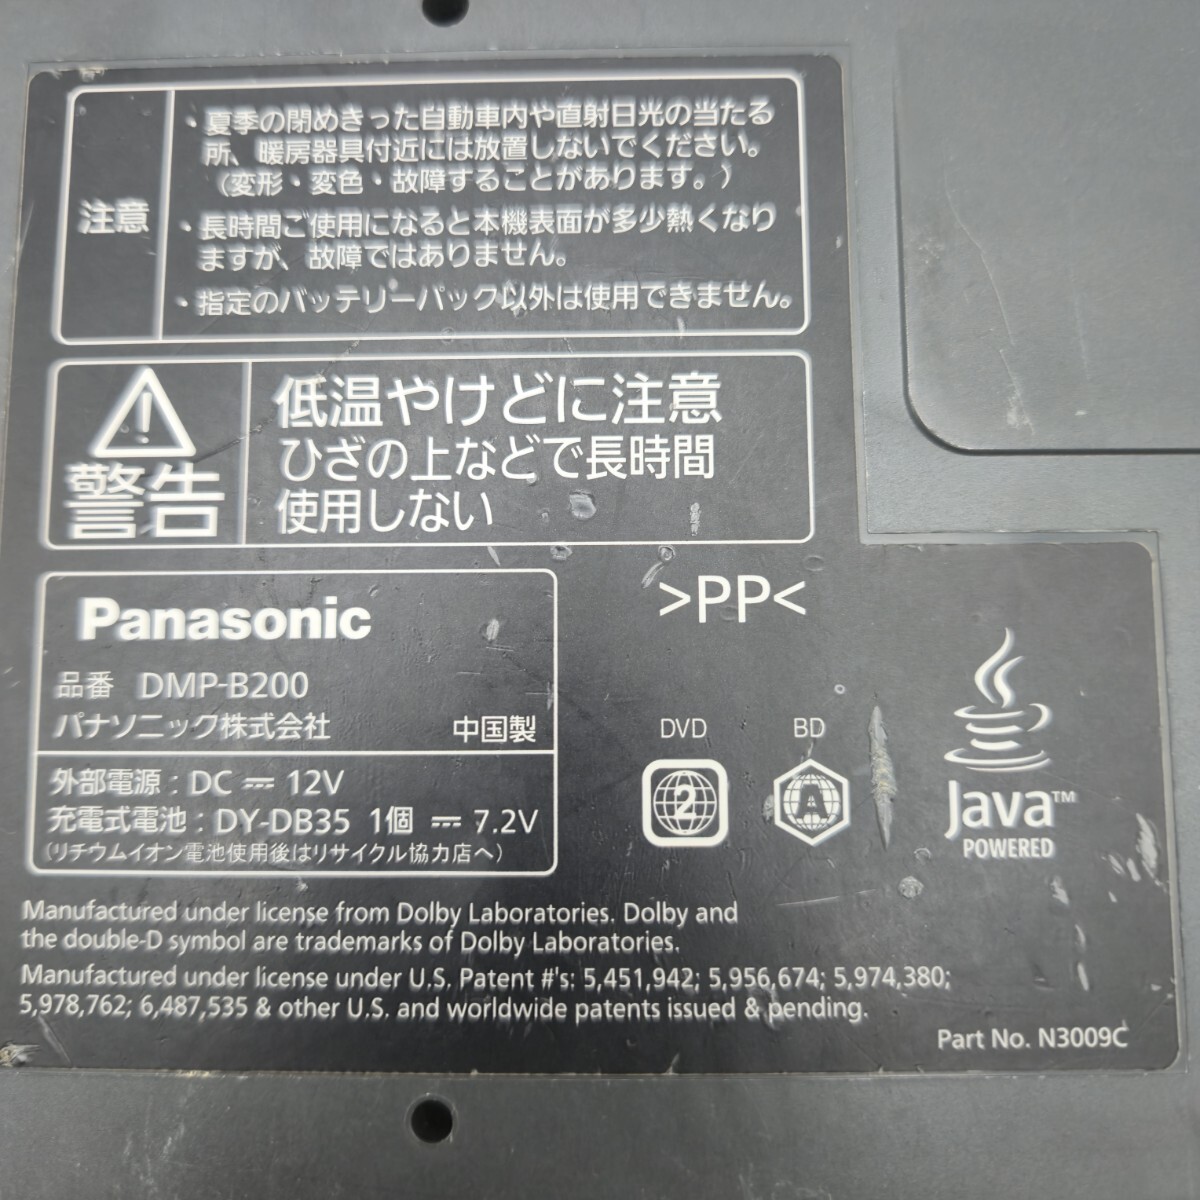 注意
・夏季の閉めきった自動車内や直射日光の当たる
所、暖房器具付近には放置しないでください。
（変形・変色・故障することがあります。）
・長時間ご使用になると本機表面が多少熱くなり
ますが、故障ではありません。
・指定のバッテリーパック以外は使用できません。
警告
低温やけどに注意
ひざの上などで長時間
使用しない
>PP<
Panasonic
品番 DMP-B200
パナソニック株式会社 中国製
外部電源：DC ⎓ 12V
充電式電池：DY-DB35 1個 ⎓ 7.2V
（リチウムイオン電池使用後はリサイクル協力店へ）
DVD
2
BD
A
Java™
POWERED
Manufactured under license from Dolby Laboratories. Dolby and
the double-D symbol are trademarks of Dolby Laboratories.
Manufactured under license under U.S. Patent #'s: 5,451,942; 5,956,674; 5,974,380;
5,978,762; 6,487,535 & other U.S. and worldwide patents issued & pending.
Part No. N3009C